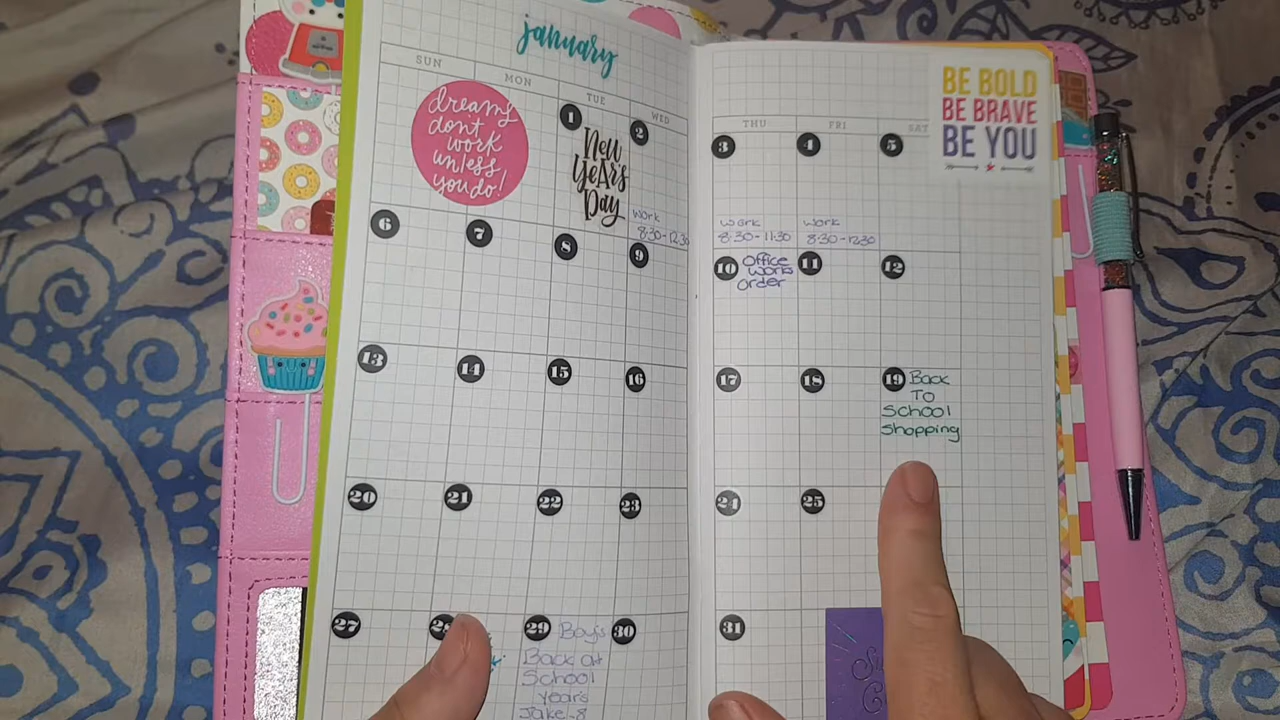 january
SUN
MON
TUE
WED
dreams
don't
work
unless
you do!
1
New
Year's
Day
2
work
8:30-12:30
6
7
8
9
13
14
15
16
20
21
22
23
27
29
Boys
Back at
School
years
Jake-8
30
BE BOLD
BE BRAVE
BE YOU
THU
FRI
SAT
3
work
8:30-11:30
4
work
8:30-12:30
5
10
Office
Works
Order
11
12
17
18
19
Back
To
School
Shopping
24
25
31